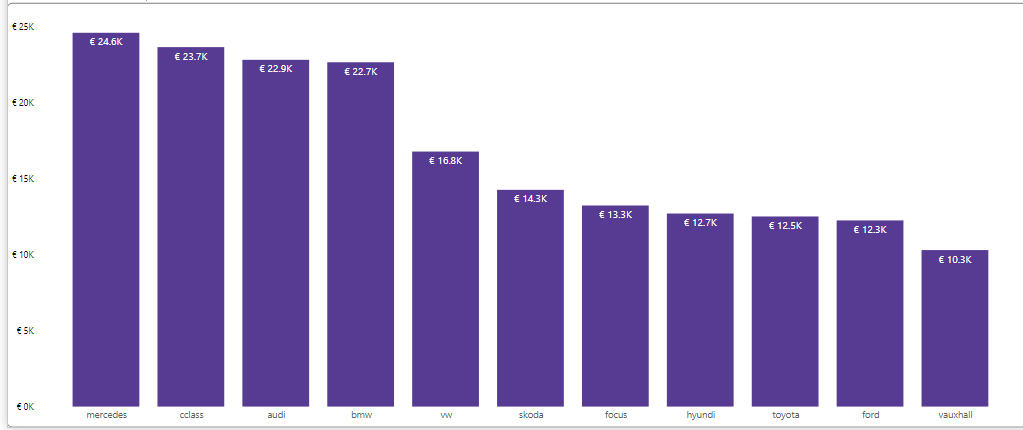 € 25K
€ 20K
€ 15K
€ 10K
€ 5K
€ 0K
€ 24.6K
€ 23.7K
€ 22.9K
€ 22.7K
€ 16.8K
€ 14.3K
€ 13.3K
€ 12.7K
€ 12.5K
€ 12.3K
€ 10.3K
mercedes cclass audi bmw vw skoda focus hyundi toyota ford vauxhall